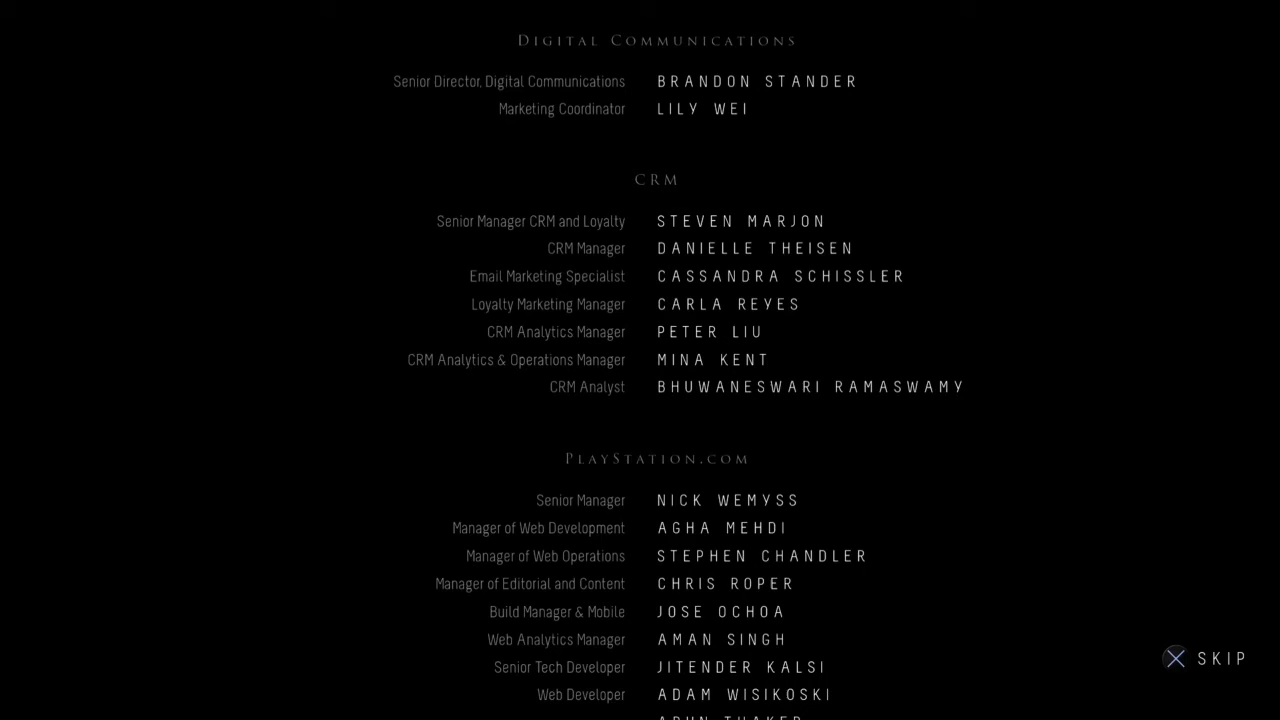 Digital Communications
Senior Director, Digital Communications BRANDON STANDER
Marketing Coordinator LILY WEI
CRM
Senior Manager CRM and Loyalty STEVEN MARJON
CRM Manager DANIELLE THEISEN
Email Marketing Specialist CASSANDRA SCHISSLER
Loyalty Marketing Manager CARLA REYES
CRM Analytics Manager PETER LIU
CRM Analytics & Operations Manager MINA KENT
CRM Analyst BHUWANESWARI RAMASWAMY
PlayStation.com
Senior Manager NICK WEMYSS
Manager of Web Development AGHA MEHDI
Manager of Web Operations STEPHEN CHANDLER
Manager of Editorial and Content CHRIS ROPER
Build Manager & Mobile JOSE OCHOA
Web Analytics Manager AMAN SINGH
Senior Tech Developer JITENDER KALSI
SKIP
Web Developer ADAM WISIKOSKI